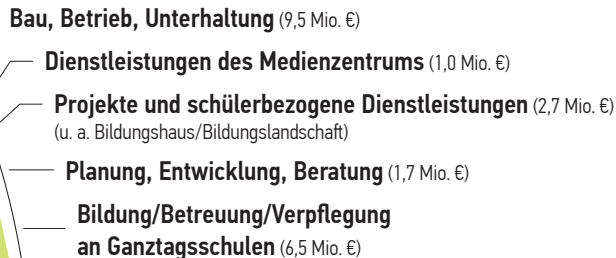 Bau, Betrieb, Unterhaltung (9,5 Mio. €)
Dienstleistungen des Medienzentrums (1,0 Mio. €)
Projekte und schülerbezogene Dienstleistungen (2,7 Mio. €)
(u. a. Bildungshaus/Bildungslandschaft)
Planung, Entwicklung, Beratung (1,7 Mio. €)
Bildung/Betreuung/Verpflegung
an Ganztagsschulen (6,5 Mio. €)